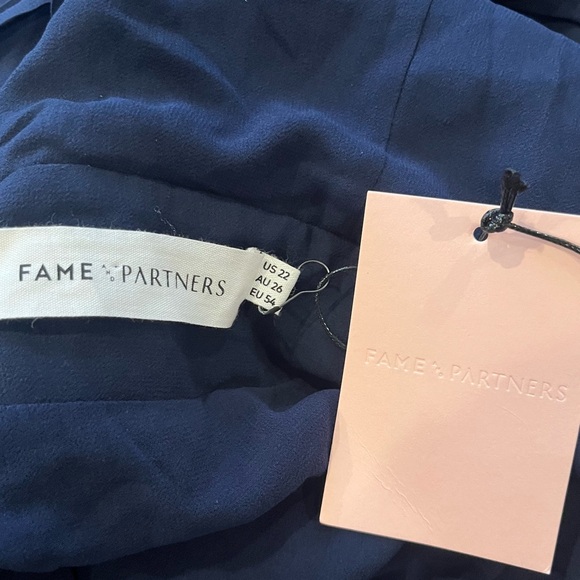 FAME PARTNERS
US 22
AU 26
EU 54
FAME PARTNERS